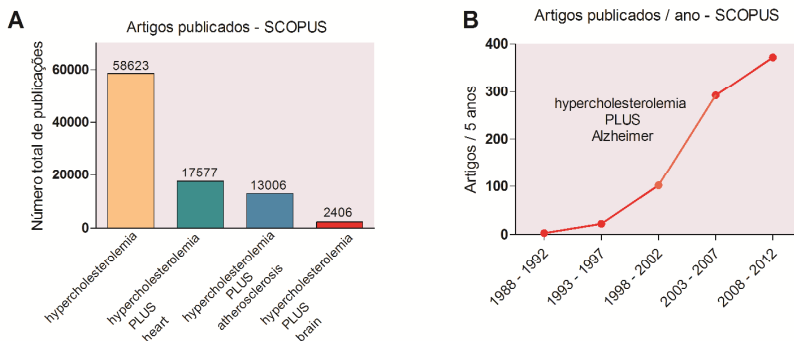 A
Artigos publicados - SCOPUS
Número total de publicações
60000
40000
20000
0
58623
17577
13006
2406
hypercholesterolemia
hypercholesterolemia
PLUS
heart
hypercholesterolemia
PLUS
atherosclerosis
hypercholesterolemia
PLUS
brain
B
Artigos publicados / ano - SCOPUS
Artigos / 5 anos
400
300
200
100
0
hypercholesterolemia
PLUS
Alzheimer
1988 - 1992
1993 - 1997
1998 - 2002
2003 - 2007
2008 - 2012